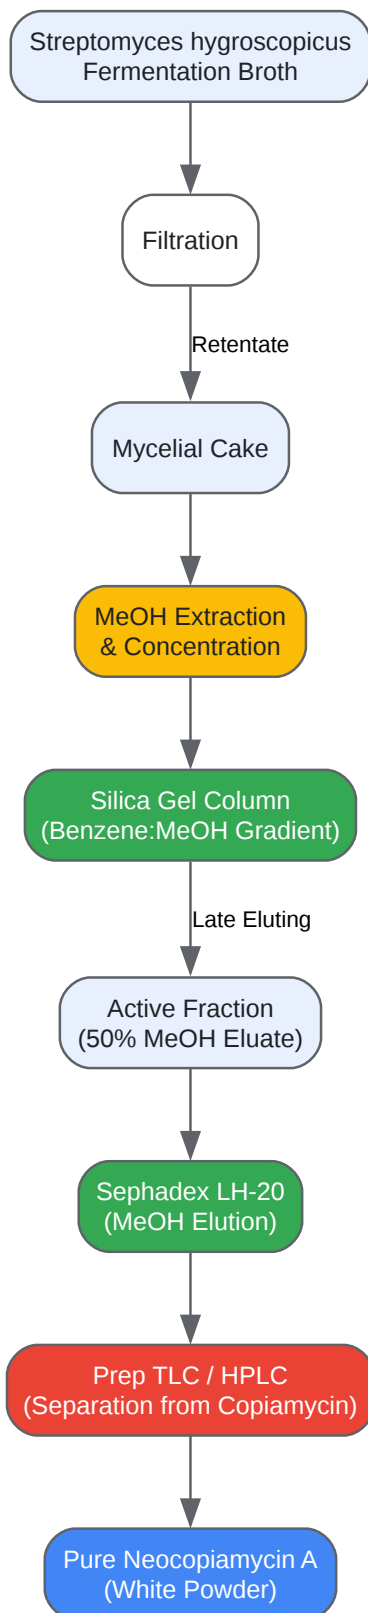 Streptomyces hygroscopicus
Fermentation Broth
Filtration
Retentate
Mycelial Cake
MeOH Extraction
& Concentration
Silica Gel Column
(Benzene:MeOH Gradient)
Late Eluting
Active Fraction
(50% MeOH Eluate)
Sephadex LH-20
(MeOH Elution)
Prep TLC / HPLC
(Separation from Copiamycin)
Pure Neocopiamycin A
(White Powder)